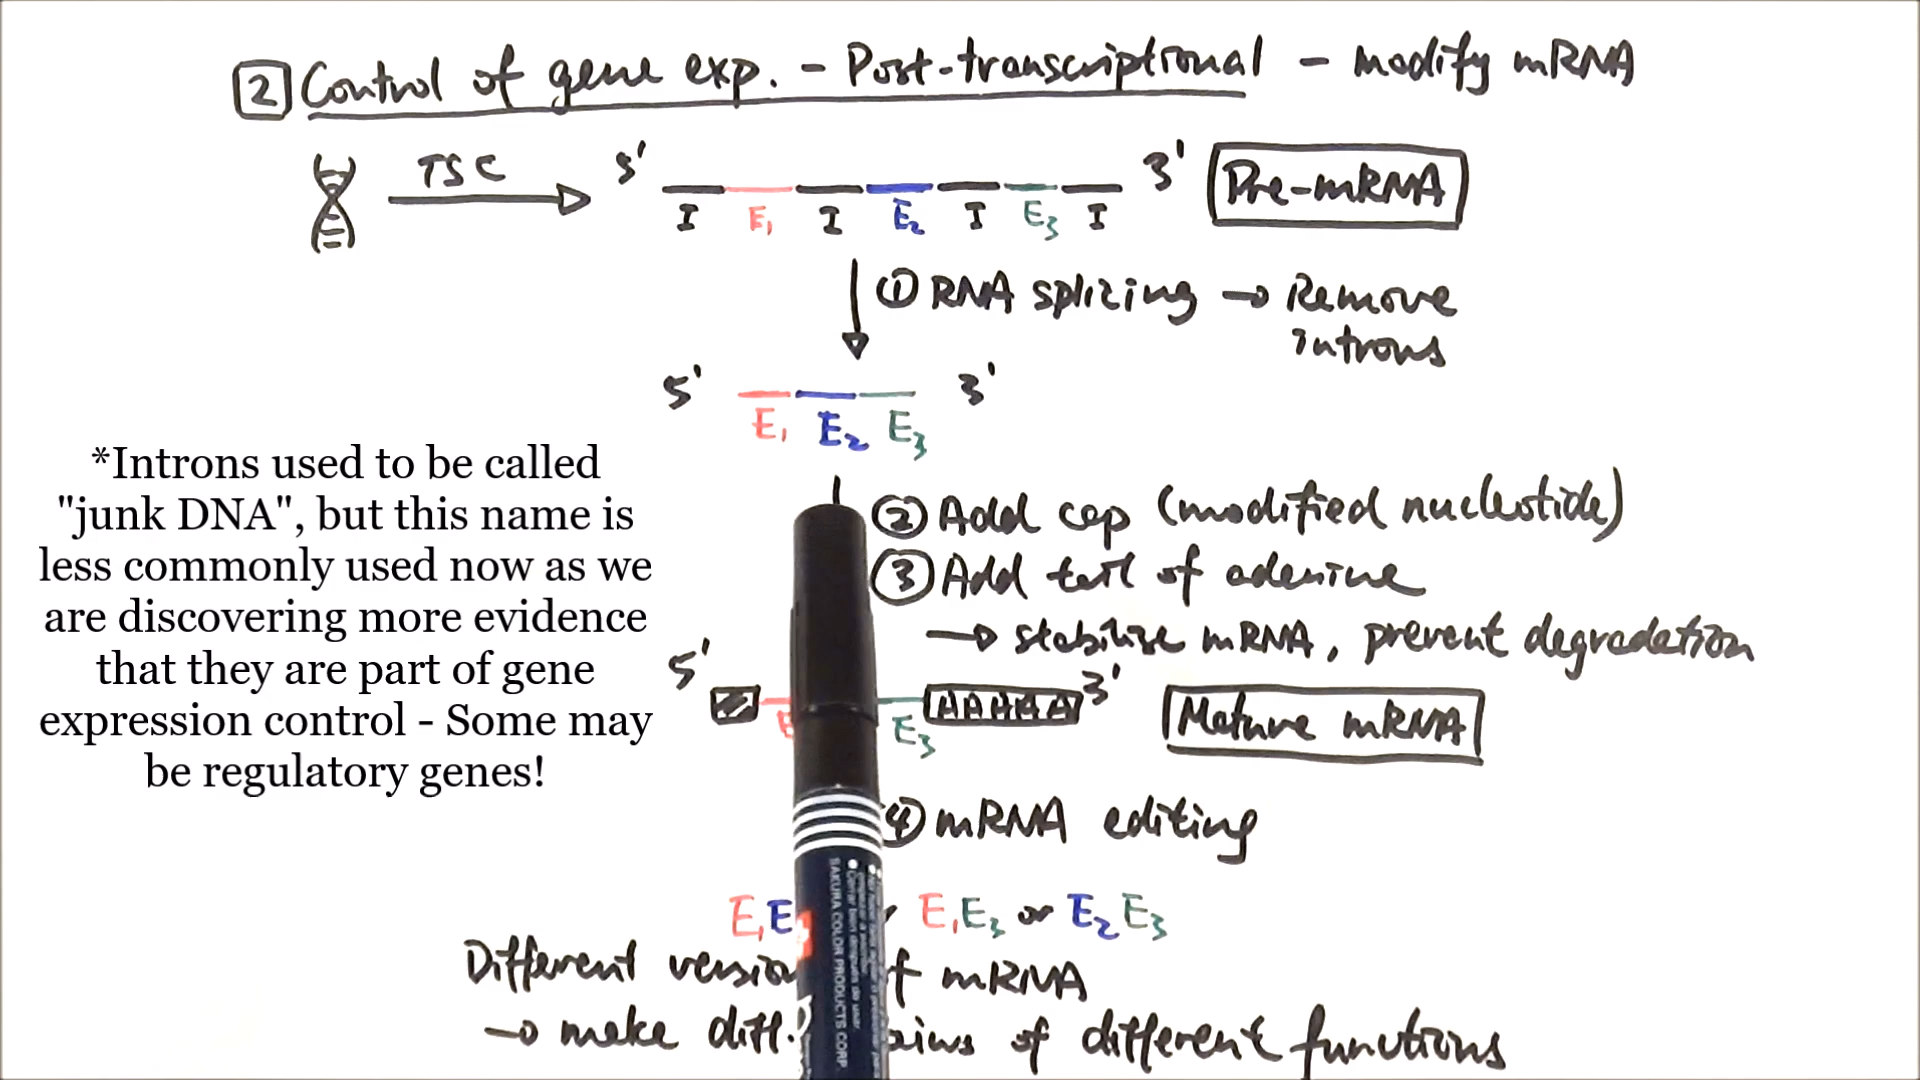 2 Control of gene exp. - Post-transcriptional - modify mRNA
TSC
5' 3' Pre-mRNA
I E₁ I E₂ I E₃ I
① RNA splicing → Remove
introns
5' 3'
E₁ E₂ E₃
*Introns used to be called
"junk DNA", but this name is
less commonly used now as we
are discovering more evidence
that they are part of gene
expression control - Some may
be regulatory genes!
② Add cap (modified nucleotide)
③ Add tail of adenine
→ stabilise mRNA, prevent degradation
5' AAAAA 3' Mature mRNA
E₃
④ mRNA editing
E₁E E₁E₃ or E₂E₃
Different of mRNA
→ make diff. of different functions
SAKURA COLOR PRODUCTS CORP